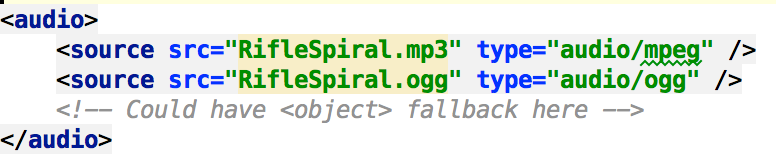 <audio>
<source src="RifleSpiral.mp3" type="audio/mpeg" />
<source src="RifleSpiral.ogg" type="audio/ogg" />
<!-- Could have <object> fallback here -->
</audio>